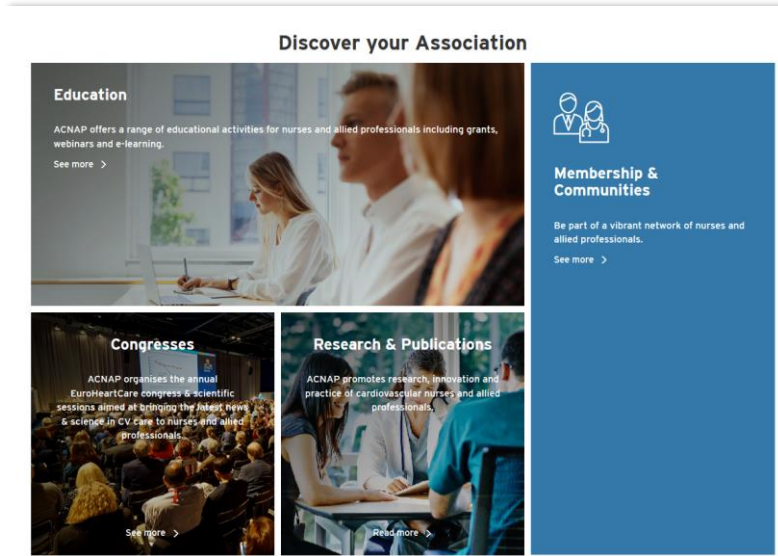 Discover your Association
Education
ACNAP offers a range of educational activities for nurses and allied professionals including grants,
webinars and e-learning.
See more >
Membership &
Communities
Be part of a vibrant network of nurses and
allied professionals.
See more >
Congresses
ACNAP organises the annual
EuroHeartCare congress & scientific
sessions aimed at bringing the latest news
& science in CV care to nurses and allied
professionals.
See more >
Research & Publications
ACNAP promotes research, innovation and
practice of cardiovascular nurses and allied
professionals.
Read more >